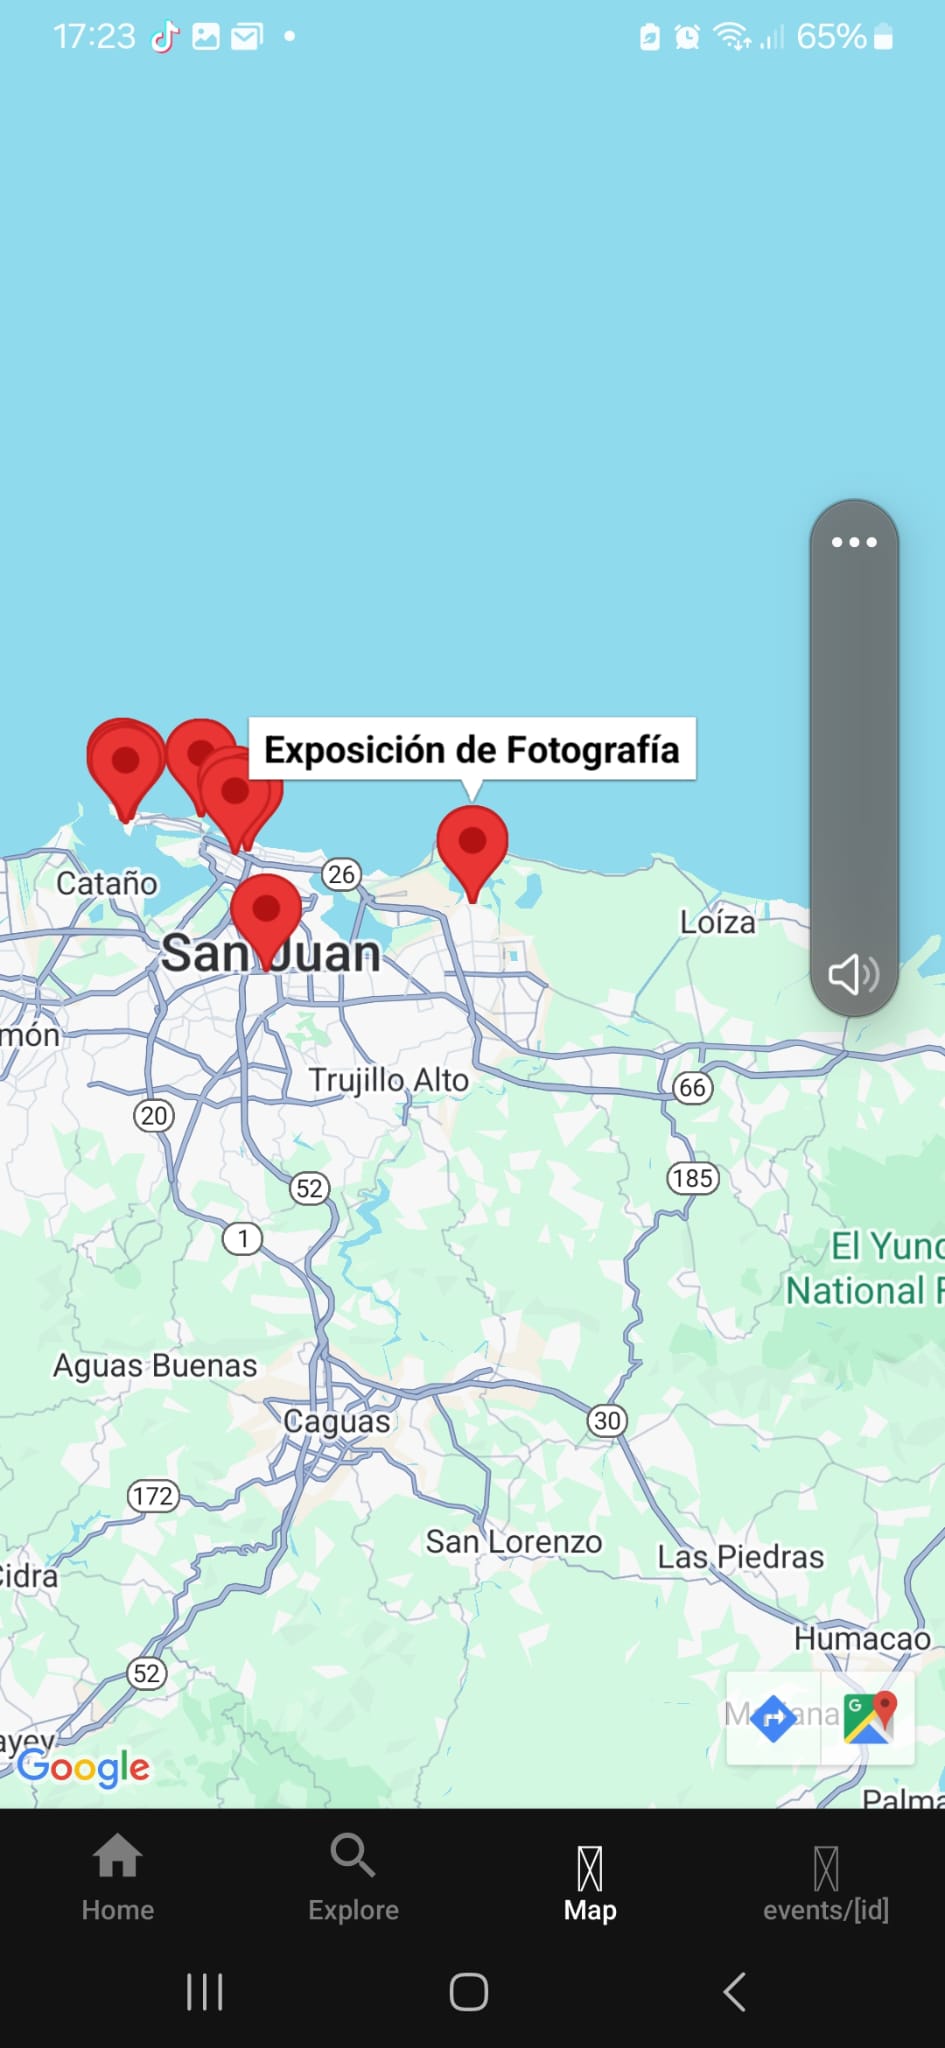 17:23
65%
Exposición de Fotografía
26
Cataño
Loíza
San Juan
món
Trujillo Alto
66
20
185
52
1
El Yunq
National F
Aguas Buenas
30
Caguas
172
San Lorenzo
Las Piedras
Cidra
Humacao
52
G
ayey
Google
Palma
Home
Explore
Map
events/[id]